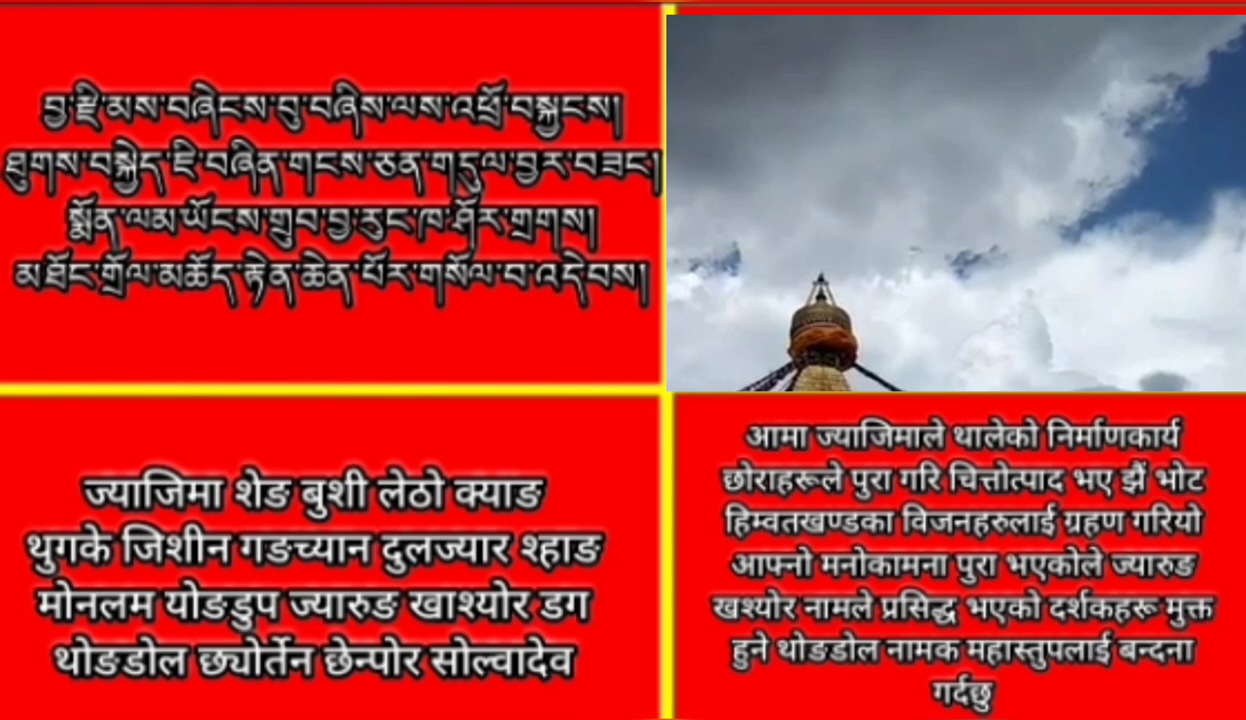 བྱ་རྫི་མས་བཞེངས་བུ་བཞིས་ལས་འཕྲོ་བསྐྱངས།
ཐུགས་བསྐྱེད་ཇི་བཞིན་གངས་ཅན་གདུལ་བྱར་བཟང།
སྨོན་ལམ་ཡོངས་གྲུབ་བྱ་རུང་ཁ་ཤོར་གྲགས།
མཐོང་གྲོལ་མཆོད་རྟེན་ཆེན་པོར་གསོལ་བ་འདེབས།
ज्याजिमा शेङ बुशी लेठो क्याङ
थुगके जिशीन गङच्यान दुलज्यार श्हाङ
मोनलम योङडुप ज्यारुङ खाश्योर डग
थोङडोल छ्योर्तेन छेन्पोर सोल्वादेव
आमा ज्याजिमाले थालेको निर्माणकार्य
छोराहरूले पुरा गरि चित्तोत्पाद भए झैं भोट
हिम्वतखण्डका विजनहरुलाई ग्रहण गरियो
आफ्नो मनोकामना पुरा भएकोले ज्यारुङ
खश्योर नामले प्रसिद्ध भएको दर्शकहरू मुक्त
हुने थोङडोल नामक महास्तुपलाई बन्दना
गर्दछु